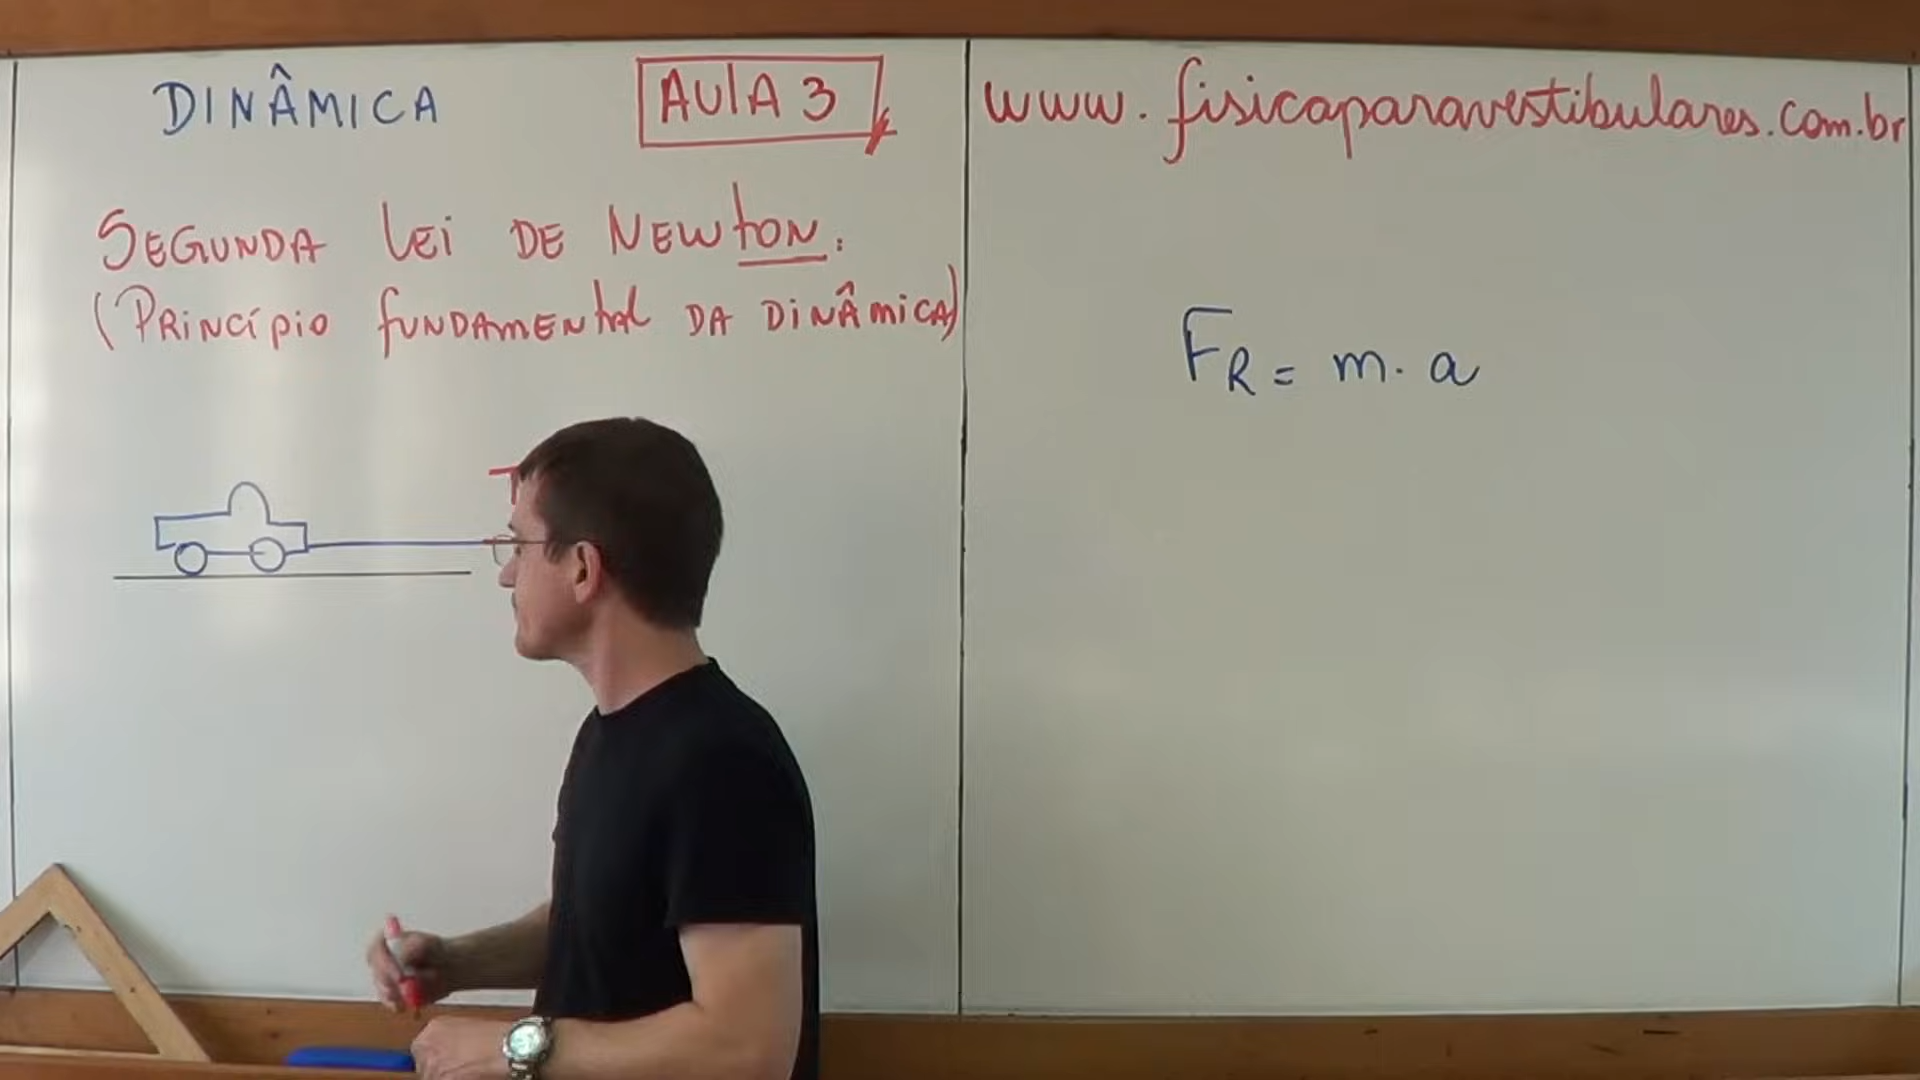 DINÂMICA
AULA 3
SEGUNDA LEI DE NEWTON.
(PRINCÍPIO FUNDAMENTAL DA DINÂMICA)
www.fisicaparavestibulares.com.br
FR = m. a